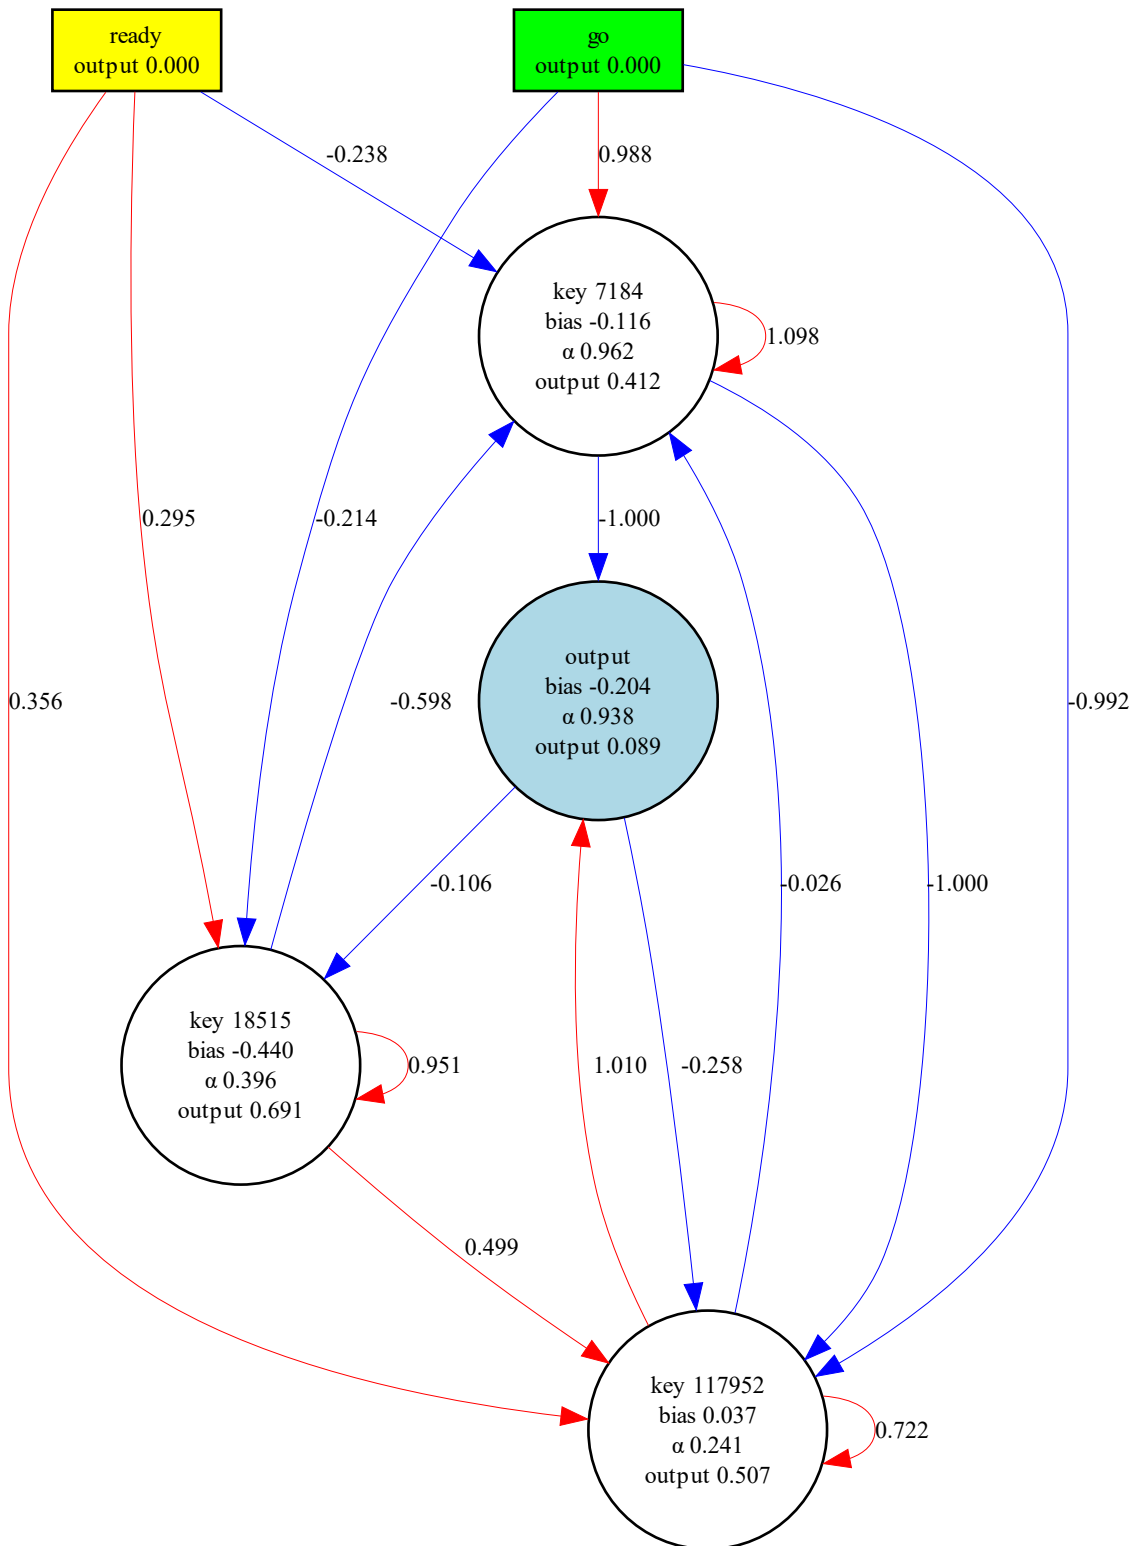 ready
output 0.000
go
output 0.000
-0.238
0.988
key 7184
bias -0.116
α 0.962
output 0.412
1.098
0.295
-0.214
-1.000
output
bias -0.204
α 0.938
output 0.089
0.356
-0.598
-0.992
-0.106
-0.026
-1.000
key 18515
bias -0.440
α 0.396
output 0.691
0.951
1.010
-0.258
0.499
key 117952
bias 0.037
α 0.241
output 0.507
0.722